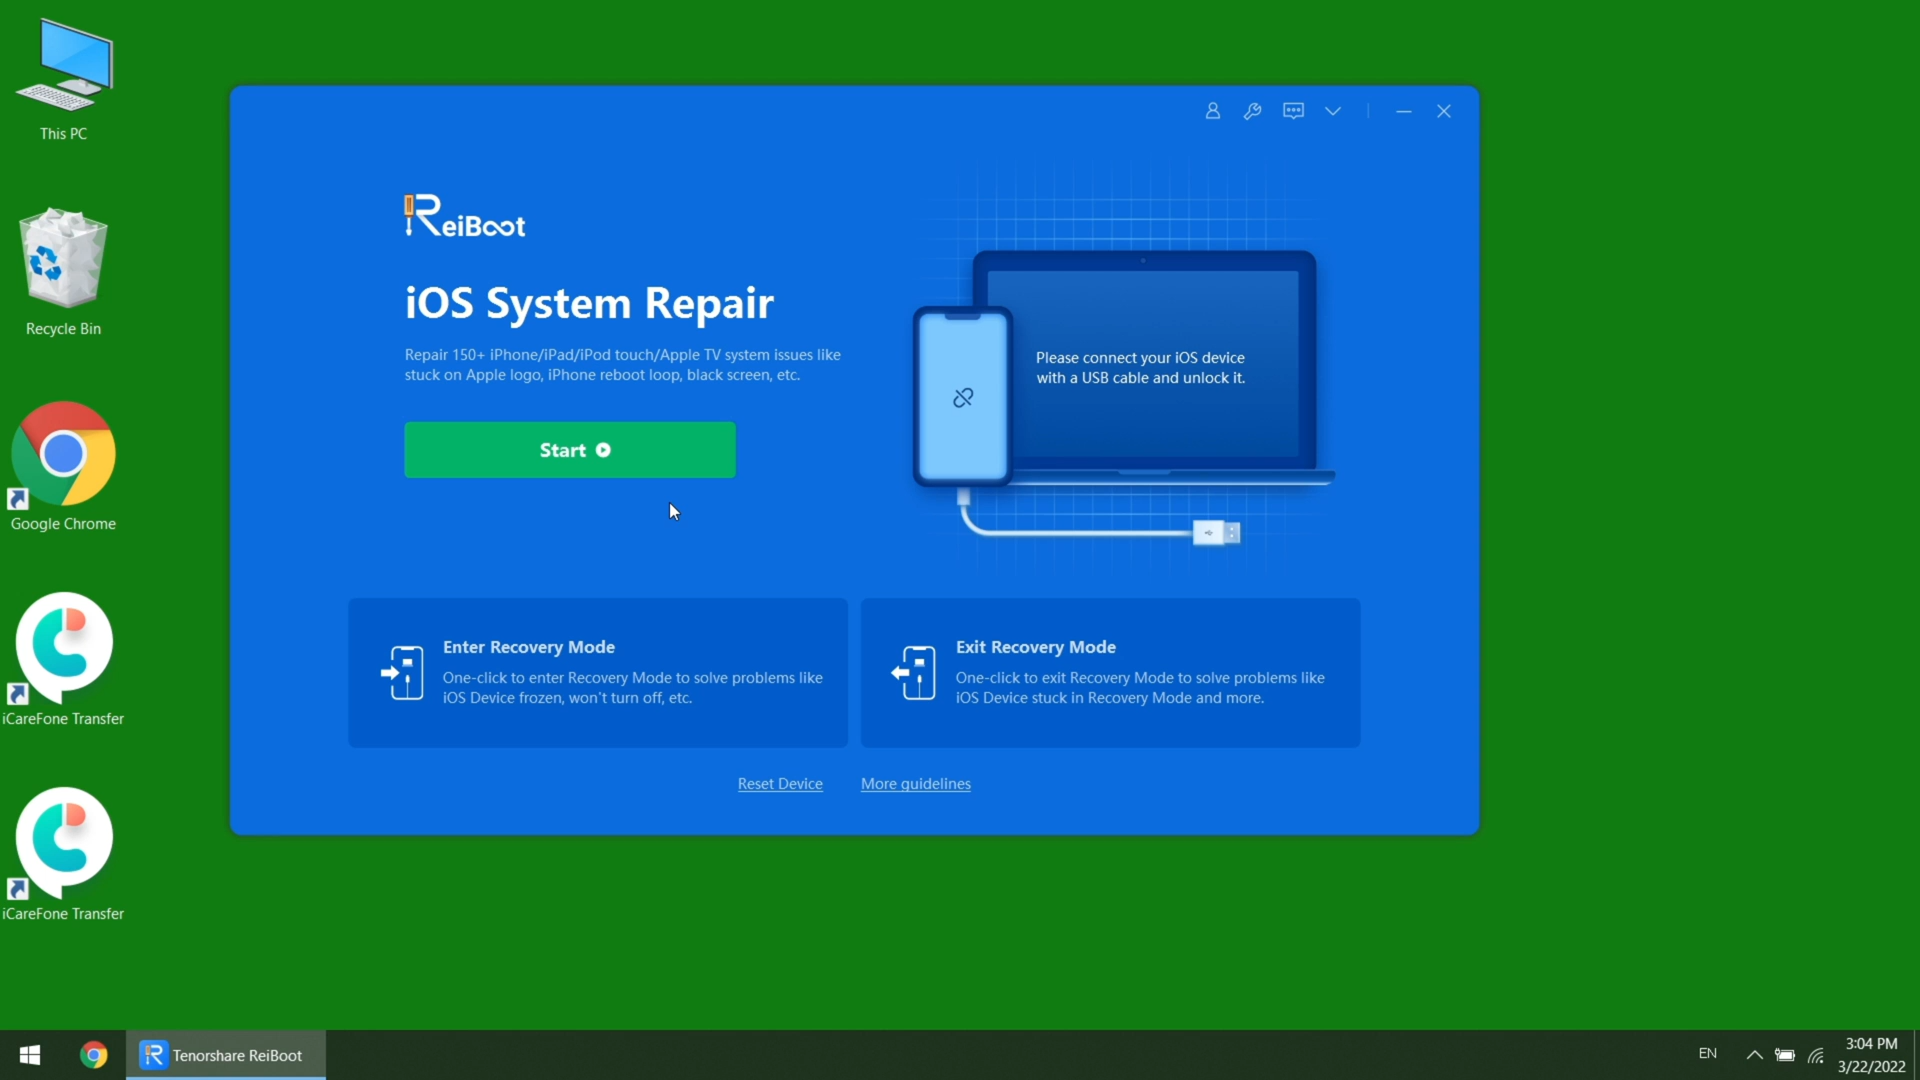 This PC
Recycle Bin
Google Chrome
iCareFone Transfer
iCareFone Transfer
ReiBoot
iOS System Repair
Repair 150+ iPhone/iPad/iPod touch/Apple TV system issues like
stuck on Apple logo, iPhone reboot loop, black screen, etc.
Start
Please connect your iOS device
with a USB cable and unlock it.
Enter Recovery Mode
One-click to enter Recovery Mode to solve problems like
iOS Device frozen, won't turn off, etc.
Exit Recovery Mode
One-click to exit Recovery Mode to solve problems like
iOS Device stuck in Recovery Mode and more.
Reset Device
More guidelines
Tenorshare ReiBoot
EN
3:04 PM
3/22/2022